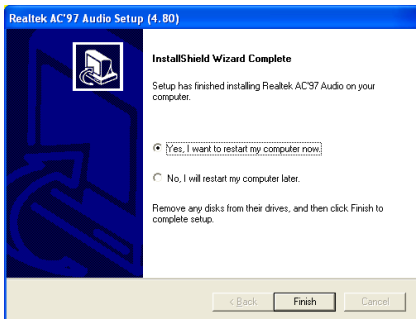 Realtek AC'97 Audio Setup (4.80)
InstallShield Wizard Complete
Setup has finished installing Realtek AC'97 Audio on your
computer.
Yes, I want to restart my computer now.
No, I will restart my computer later.
Remove any disks from their drives, and then click Finish to
complete setup.
< Back Finish Cancel